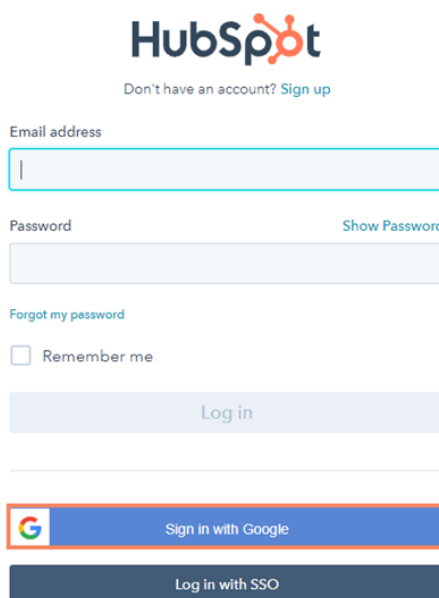 HubSpot
Don't have an account? Sign up
Email address
Password Show Password
Forgot my password
Remember me
Log in
Sign in with Google
Log in with SSO